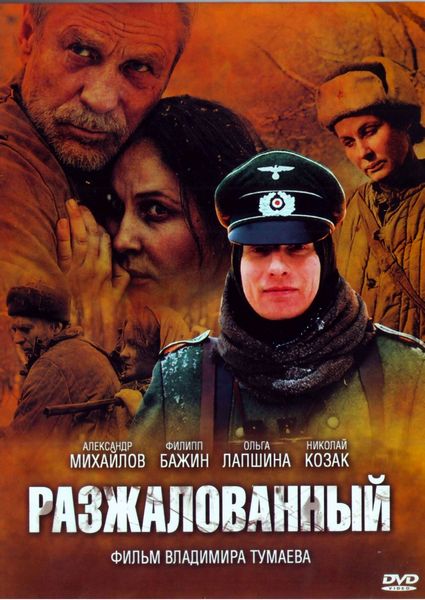 АЛЕКСАНДР ФИЛИПП ОЛЬГА НИКОЛАЙ
МИХАЙЛОВ БАЖИН ЛАПШИНА КОЗАК
РАЗЖАЛОВАННЫЙ
ФИЛЬМ ВЛАДИМИРА ТУМАЕВА
DVD
VIDEO